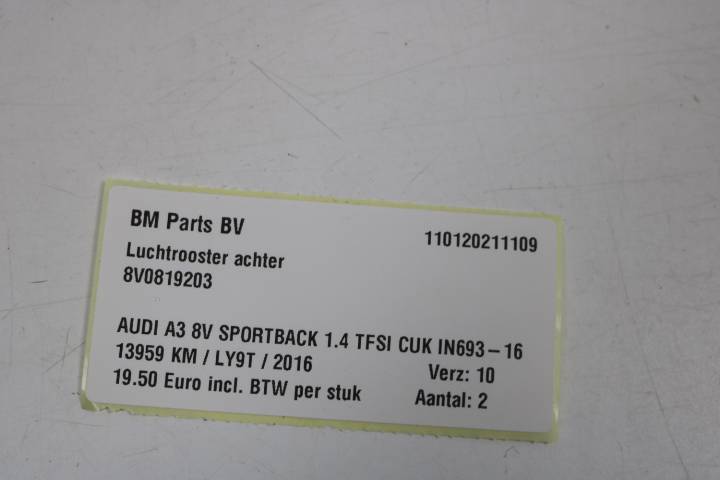 BM Parts BV 110120211109
Luchtrooster achter
8V0819203
AUDI A3 8V SPORTBACK 1.4 TFSI CUK IN693-16
13959 KM / LY9T / 2016 Verz: 10
19.50 Euro incl. BTW per stuk Aantal: 2